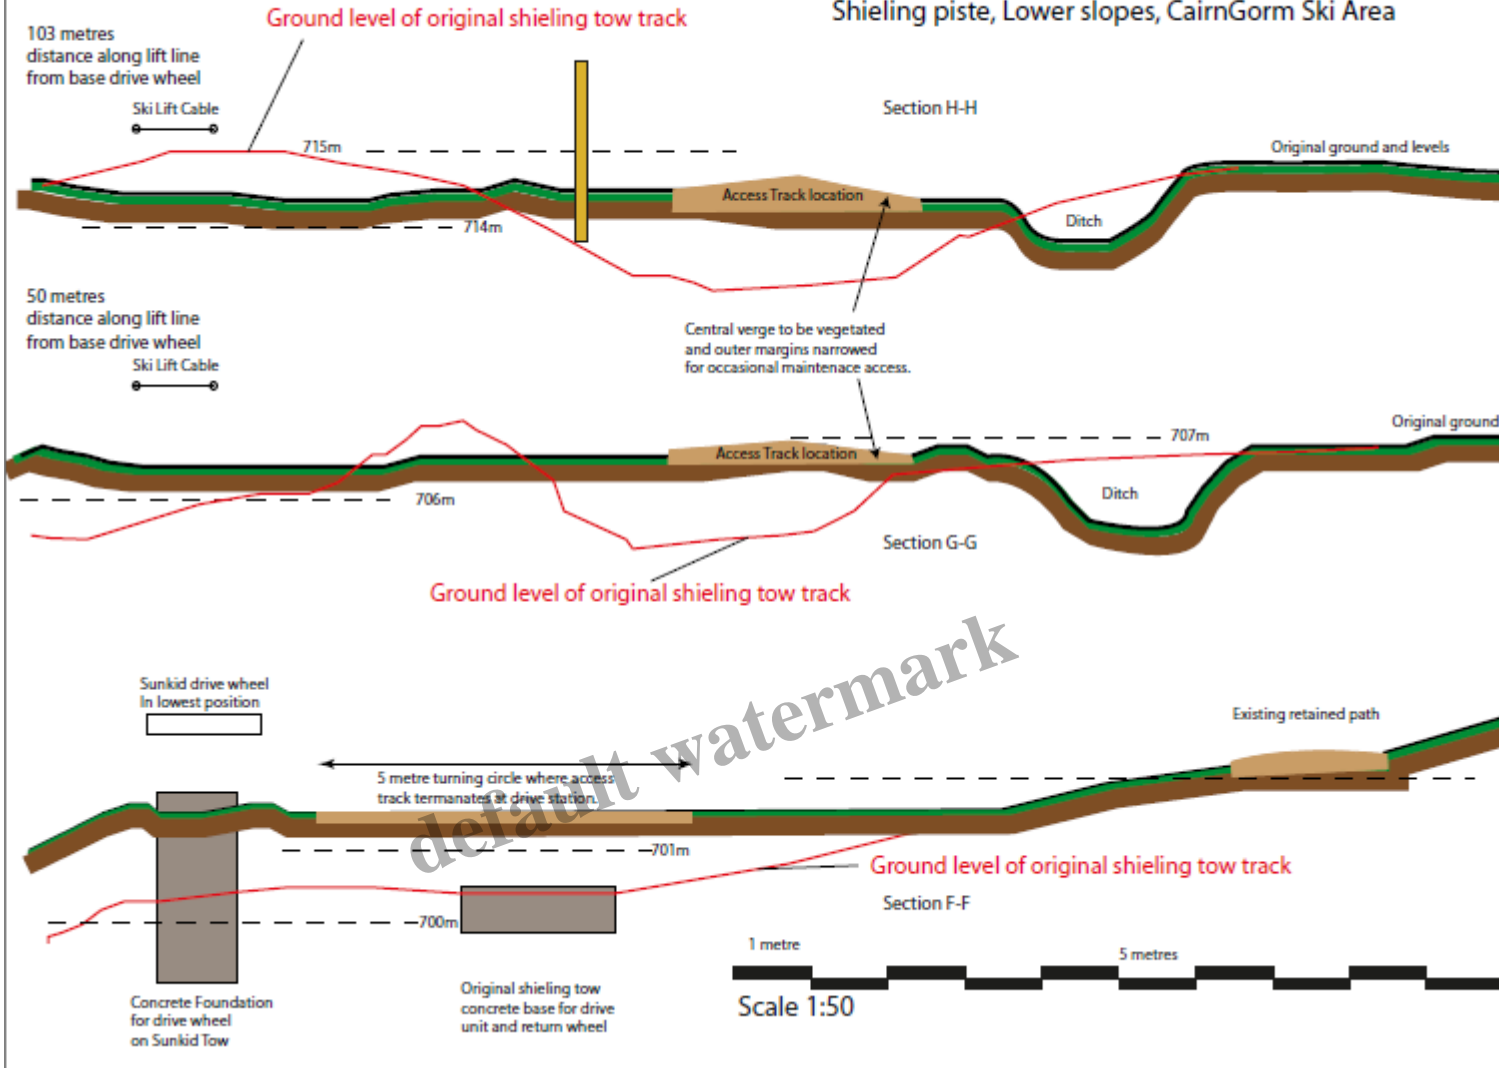 Shieling piste, Lower slopes, CairnGorm Ski Area
Ground level of original shieling tow track
103 metres
distance along lift line
from base drive wheel
Ski Lift Cable
Section H-H
715m
Original ground and levels
Access Track location
Ditch
714m
50 metres
distance along lift line
from base drive wheel
Ski Lift Cable
Central verge to be vegetated
and outer margins narrowed
for occasional maintenace access.
Original ground
707m
Access Track location
706m
Ditch
Section G-G
Ground level of original shieling tow track
default watermark
Sunkid drive wheel
In lowest position
Existing retained path
5 metre turning circle where access
track termanates at drive station.
701m
Ground level of original shieling tow track
Section F-F
700m
1 metre
5 metres
Scale 1:50
Concrete Foundation
for drive wheel
on Sunkid Tow
Original shieling tow
concrete base for drive
unit and return wheel